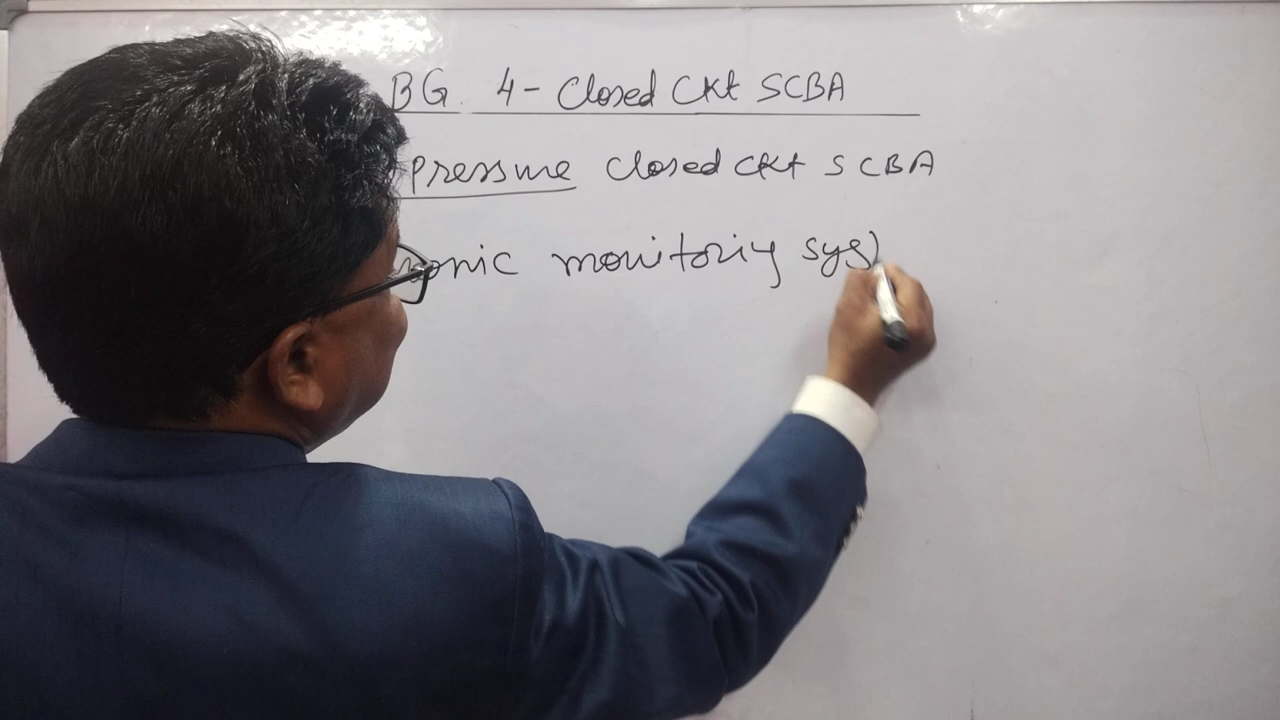 BG 4 - Closed CKt SCBA
Pressure Closed CKt SCBA
onic monitoring sys